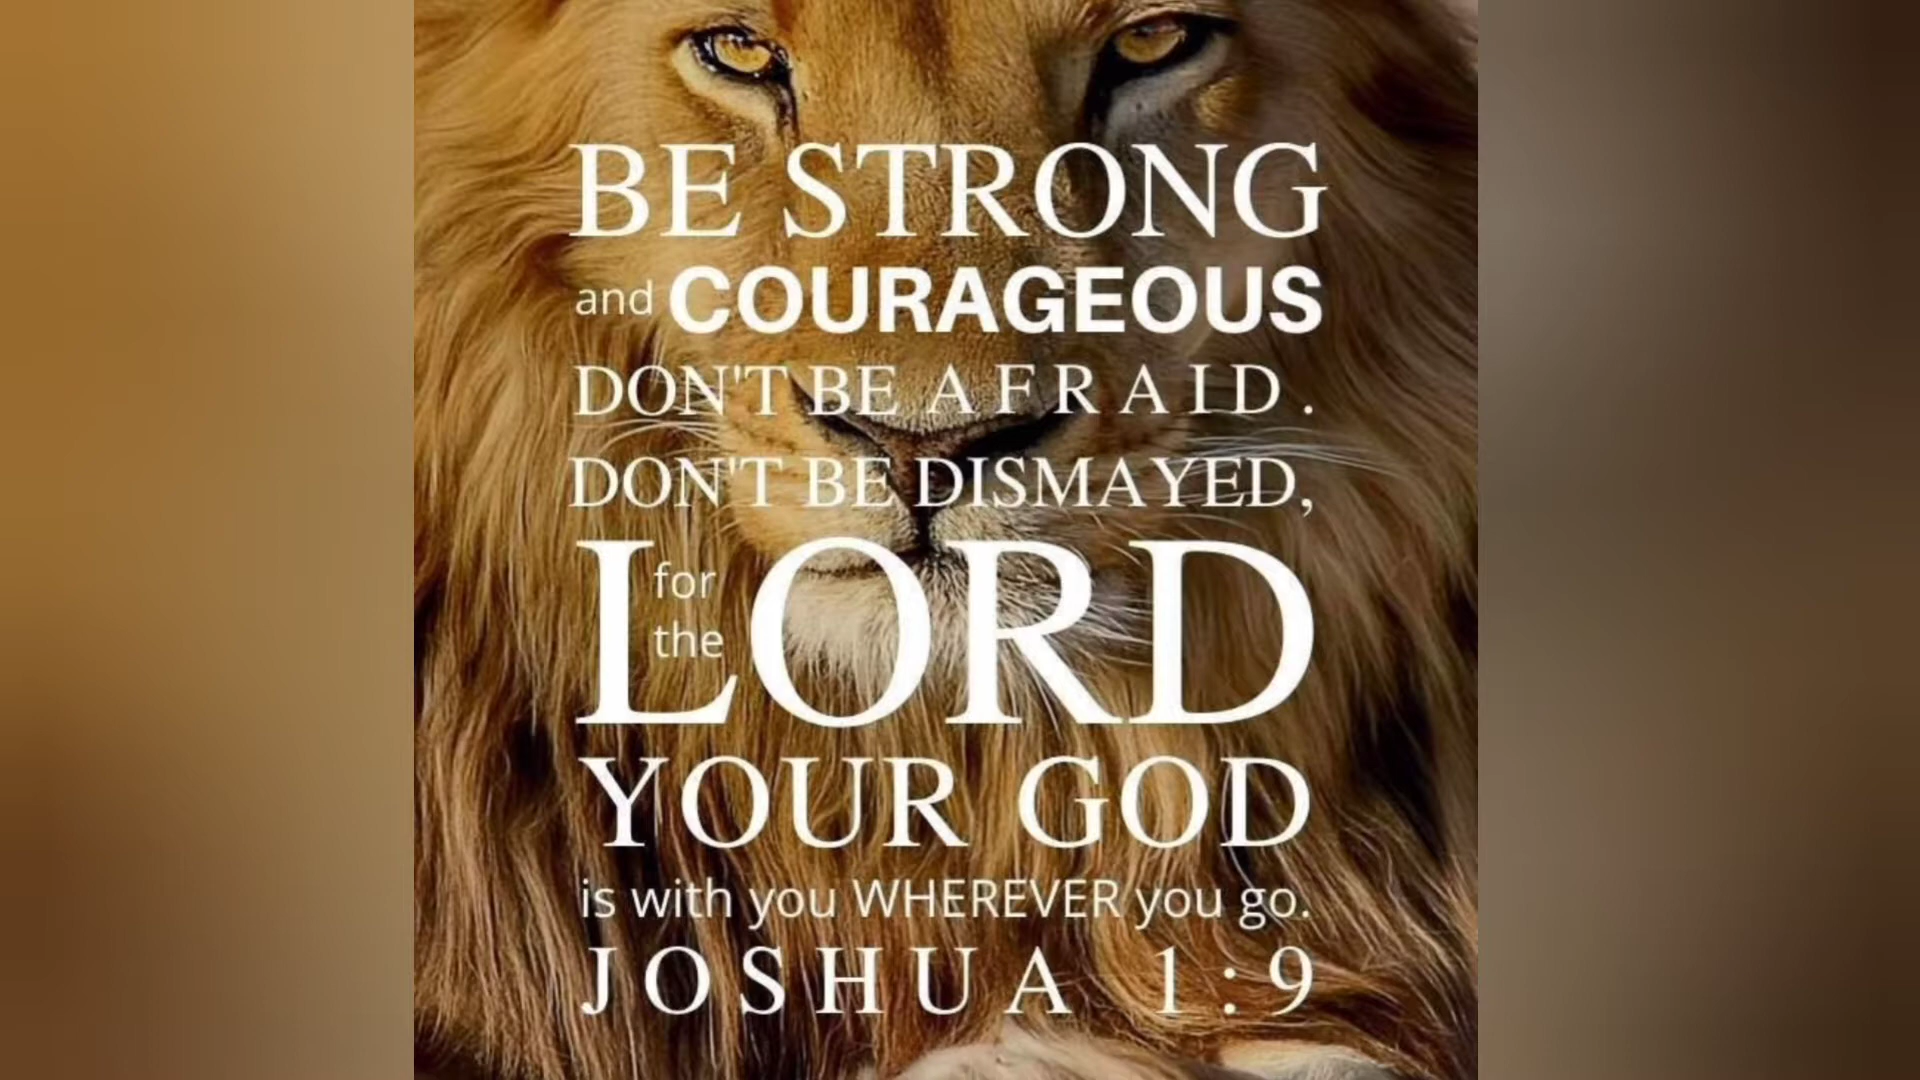 BE STRONG
and COURAGEOUS
DON'T BE AFRAID.
DON'T BE DISMAYED,
for the LORD
YOUR GOD
is with you WHEREVER you go.
JOSHUA 1:9